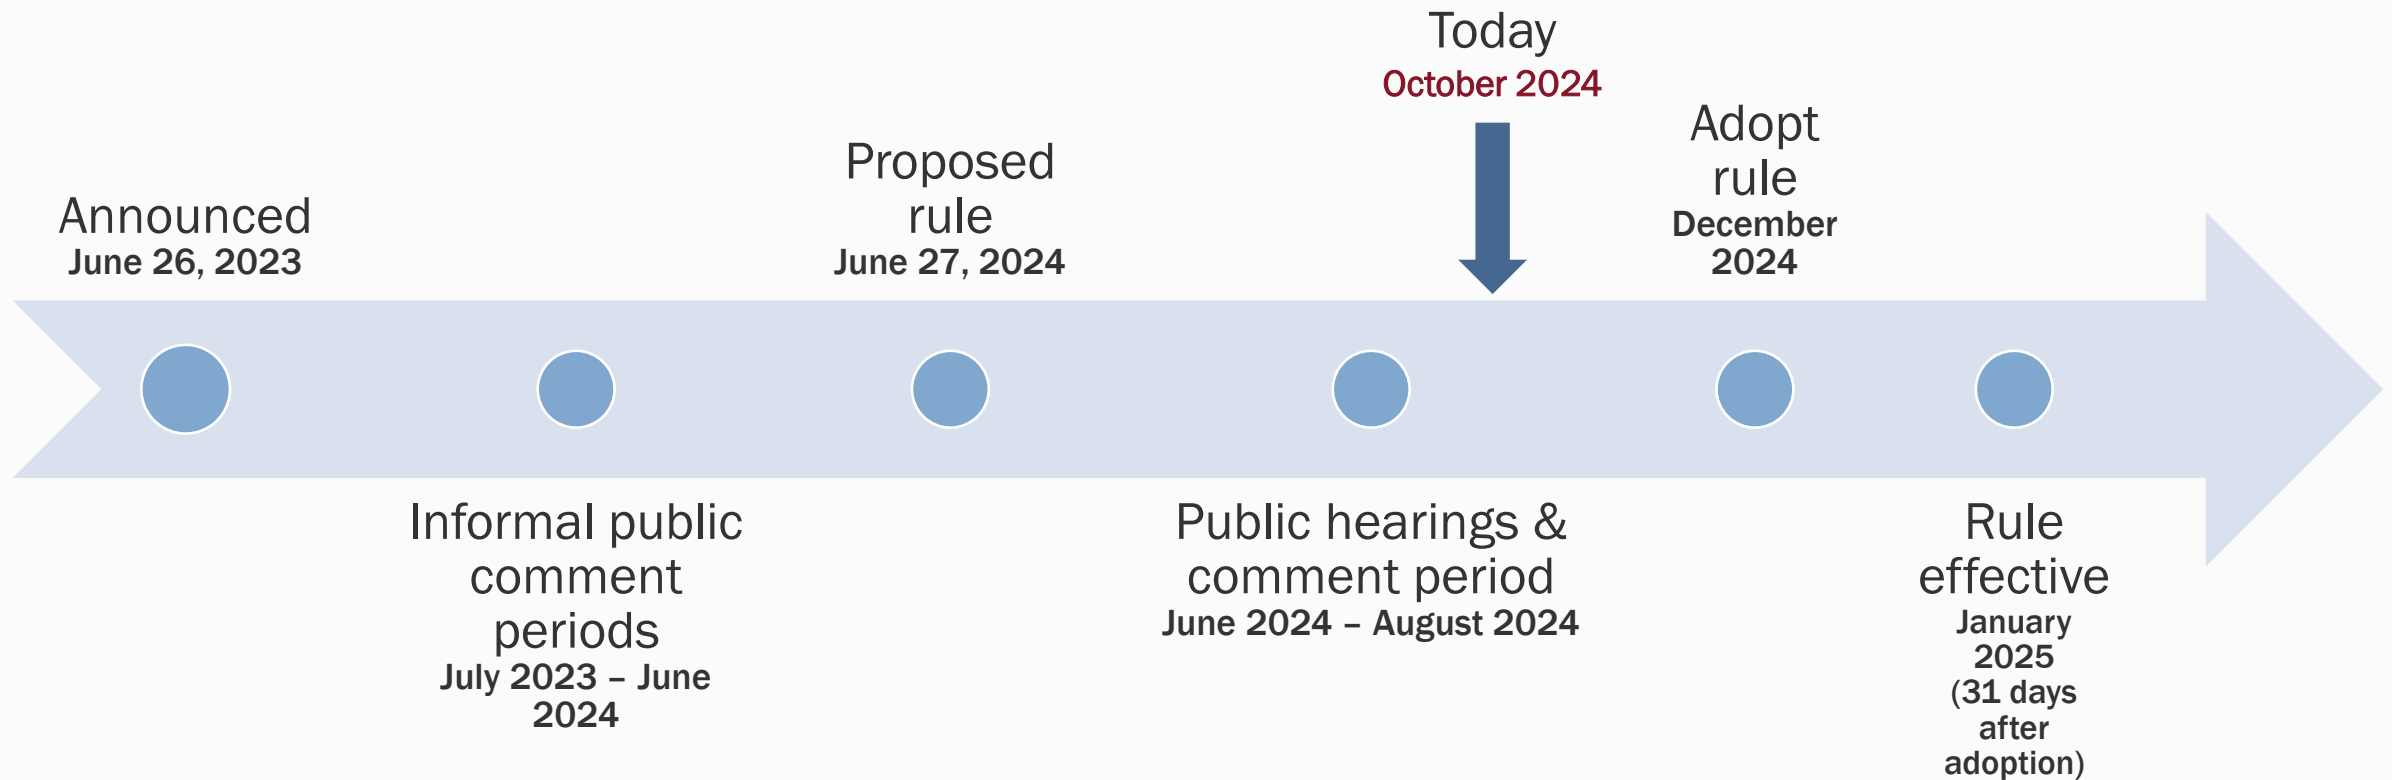 Announced
June 26, 2023
Informal public
comment
periods
July 2023 – June
2024
Proposed
rule
June 27, 2024
Public hearings &
comment period
June 2024 – August 2024
Today
October 2024
Adopt
rule
December
2024
Rule
effective
January
2025
(31 days
after
adoption)